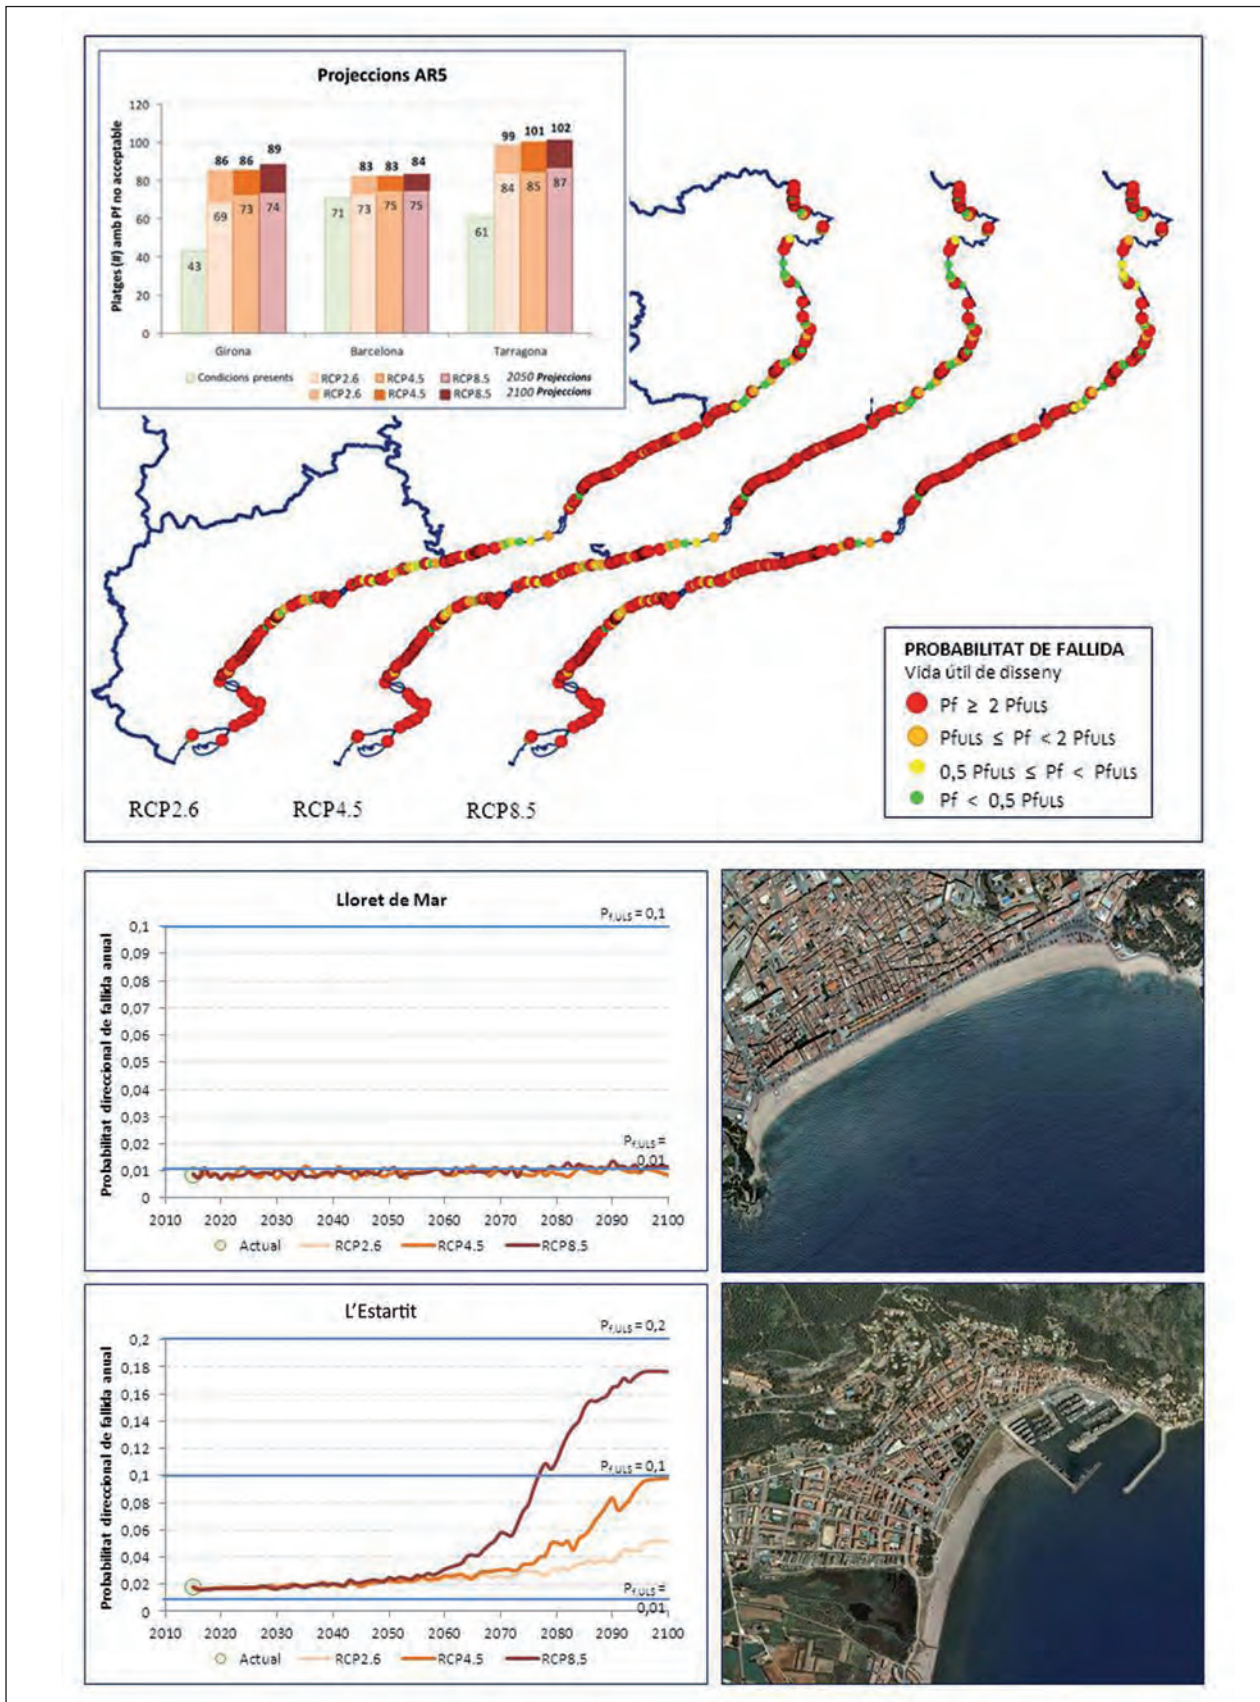 Projeccions AR5
Platges (#) amb Pf no acceptable
120
100
80
60
40
20
0
43
69
86
73
86
74
89
71
73
83
75
83
75
84
61
84
99
85
101
87
102
Girona
Barcelona
Tarragona
Condicions presents
RCP2.6
RCP4.5
RCP8.5
2050 Projeccions
RCP2.6
RCP4.5
RCP8.5
2100 Projeccions
RCP2.6
RCP4.5
RCP8.5
PROBABILITAT DE FALLIDA
Vida útil de disseny
Pf ≥ 2 PfULS
PfULS ≤ Pf < 2 PfULS
0,5 PfULS ≤ Pf < PfULS
Pf < 0,5 PfULS
Lloret de Mar
Probabilitat direccional de fallida anual
Pf,ULS = 0,1
0,1
0,09
0,08
0,07
0,06
0,05
0,04
0,03
0,02
0,01
0
Pf,ULS =
0,01
2010 2020 2030 2040 2050 2060 2070 2080 2090 2100
Actual RCP2.6 RCP4.5 RCP8.5
L'Estartit
Probabilitat direccional de fallida anual
Pf,ULS = 0,2
0,2
0,18
0,16
0,14
0,12
0,1
0,08
0,06
0,04
0,02
0
Pf,ULS = 0,1
Pf,ULS =
0,01
2010 2020 2030 2040 2050 2060 2070 2080 2090 2100
Actual RCP2.6 RCP4.5 RCP8.5